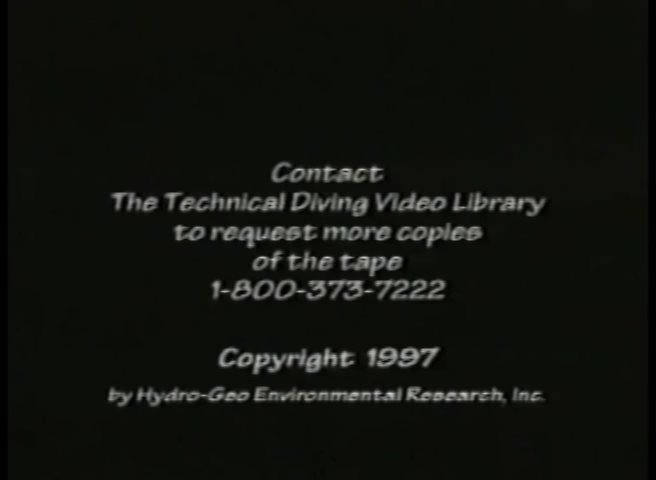 Contact
The Technical Diving Video Library
to request more copies
of the tape
1-800-373-7222
Copyright 1997
by Hydro-Geo Environmental Research, Inc.